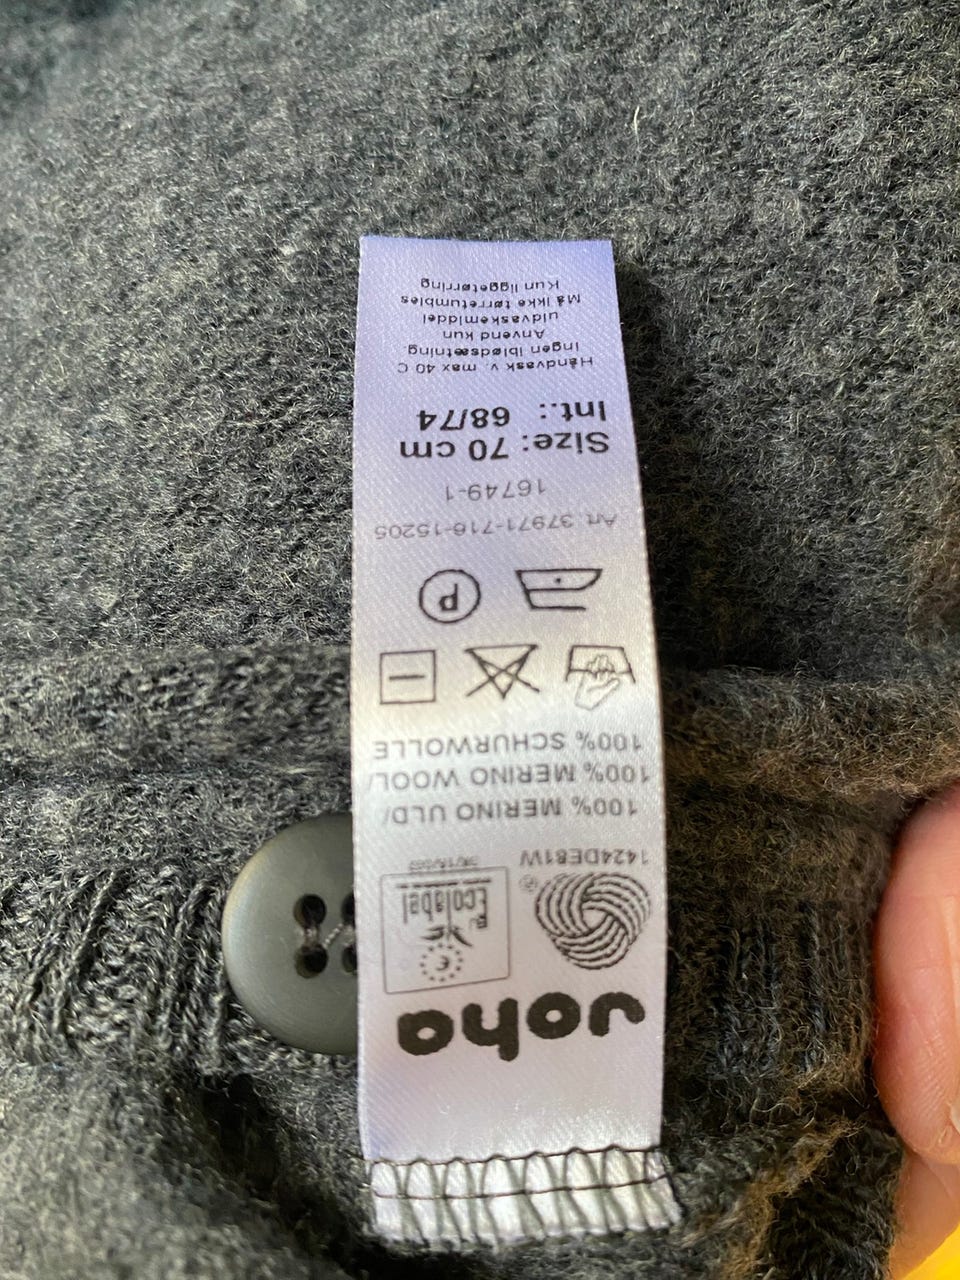 Joha
Ecolabel
1424DE81W
100% MERINO ULD/
100% MERINO WOOL/
100% SCHURWOLLE
P
Art. 37971-716-15205
16749-1
Size: 70 cm
Int.: 68/74
Håndvask v. max 40 C
Ingen iblødsætning
Anvend kun
uldvaskemiddel
Må ikke tørretumbles
Kun liggetørring